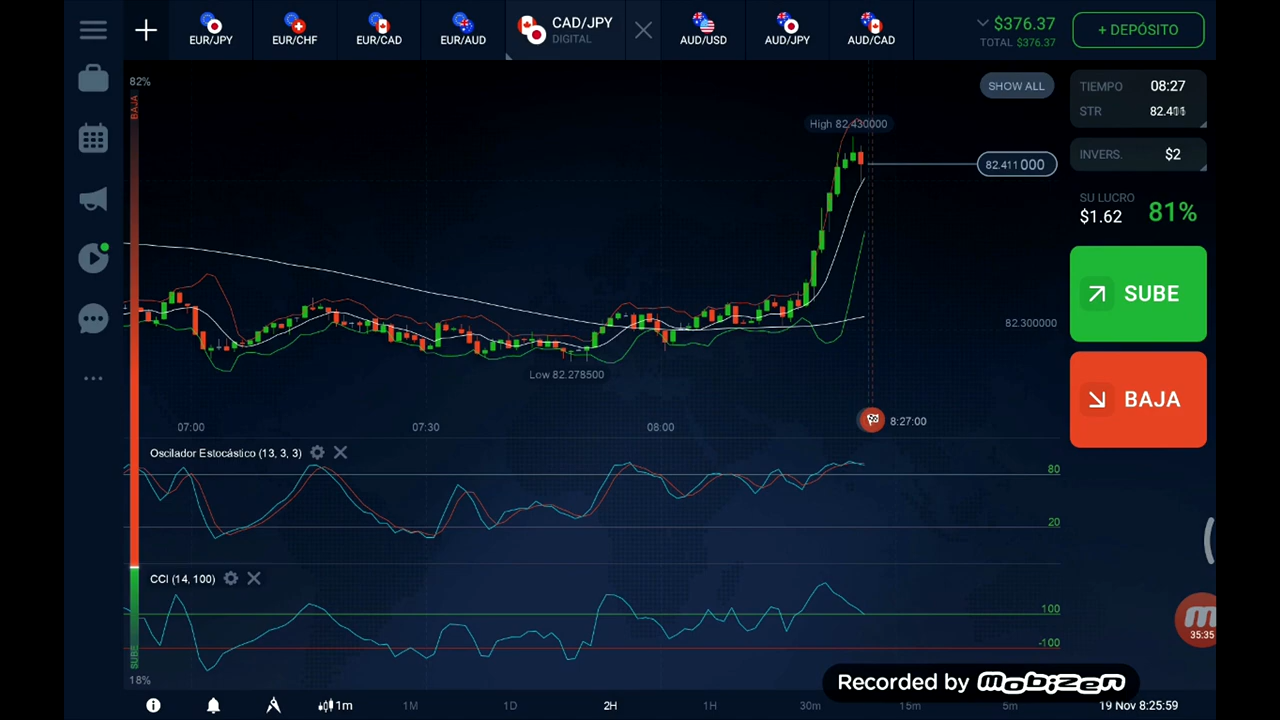 EUR/JPY
EUR/CHF
EUR/CAD
EUR/AUD
CAD/JPY
DIGITAL
AUD/USD
AUD/JPY
AUD/CAD
$376.37
TOTAL $376.37
+ DEPÓSITO
82%
BAJA
SHOW ALL
TIEMPO 08:27
STR
High 82.430000
INVERS. $2
82.411 000
SU LUCRO
$1.62 81%
SUBE
82.300000
Low 82.278500
BAJA
07:00 07:30 08:00
8:27:00
Oscilador Estocástico (13, 3, 3)
80
20
CCI (14, 100)
100
-100
SUBE
18%
35:35
Recorded by mobizen
1m 1M 1D 2H 1H 30m 15m 5m
19 Nov 8:25:59